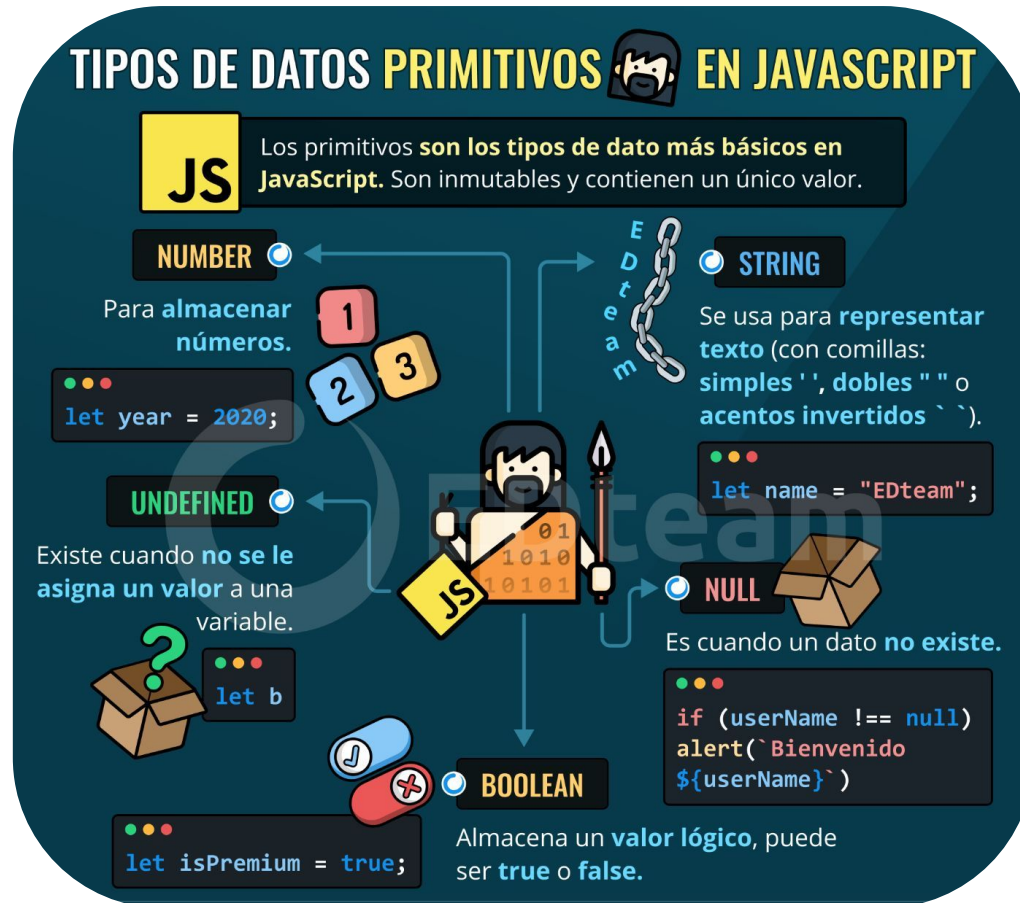 TIPOS DE DATOS PRIMITIVOS EN JAVASCRIPT
JS
Los primitivos son los tipos de dato más básicos en
JavaScript. Son inmutables y contienen un único valor.
NUMBER
Para almacenar
números.
1
2
3
let year = 2020;
EDteam
STRING
Se usa para representar
texto (con comillas:
simples ' ', dobles " " o
acentos invertidos ` `).
let name = "EDteam";
UNDEFINED
Existe cuando no se le
asigna un valor a una
variable.
?
let b
01
1010
10101
JS
EDteam
NULL
Es cuando un dato no existe.
if (userName !== null)
alert(`Bienvenido
${userName}`)
BOOLEAN
Almacena un valor lógico, puede
ser true o false.
let isPremium = true;